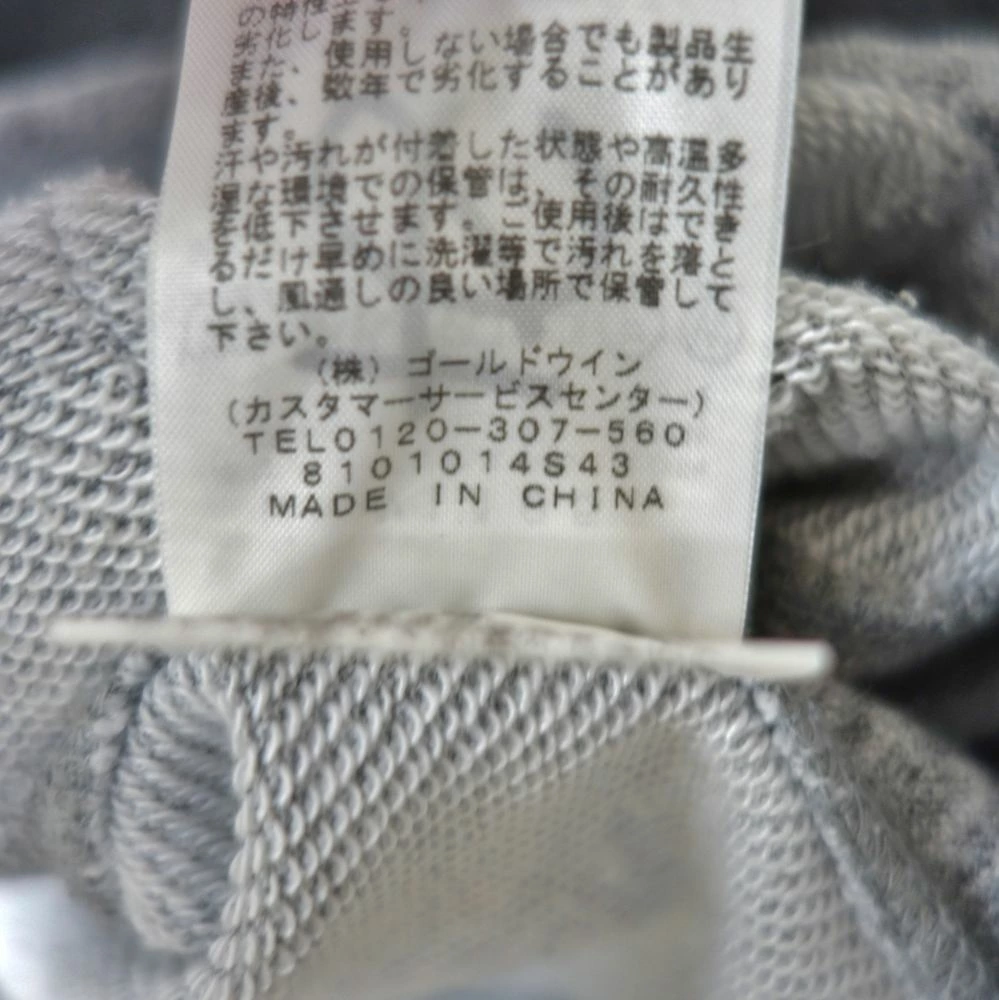 の特性し
劣化し
また、使用しない場合でも製品生
産後、数年で劣化することがあり
ます。
汗や汚れが付着した状態や高温多
湿な環境での保管は、その耐久性
を低下させます。ご使用後はでき
るだけ早めに洗濯等で汚れを落とて
し、風通しの良い場所で保管して
下さい。
(株)ゴールドウイン
(カスタマーサービスセンター)
TEL0120-307-560
8101014S43
MADE IN CHINA